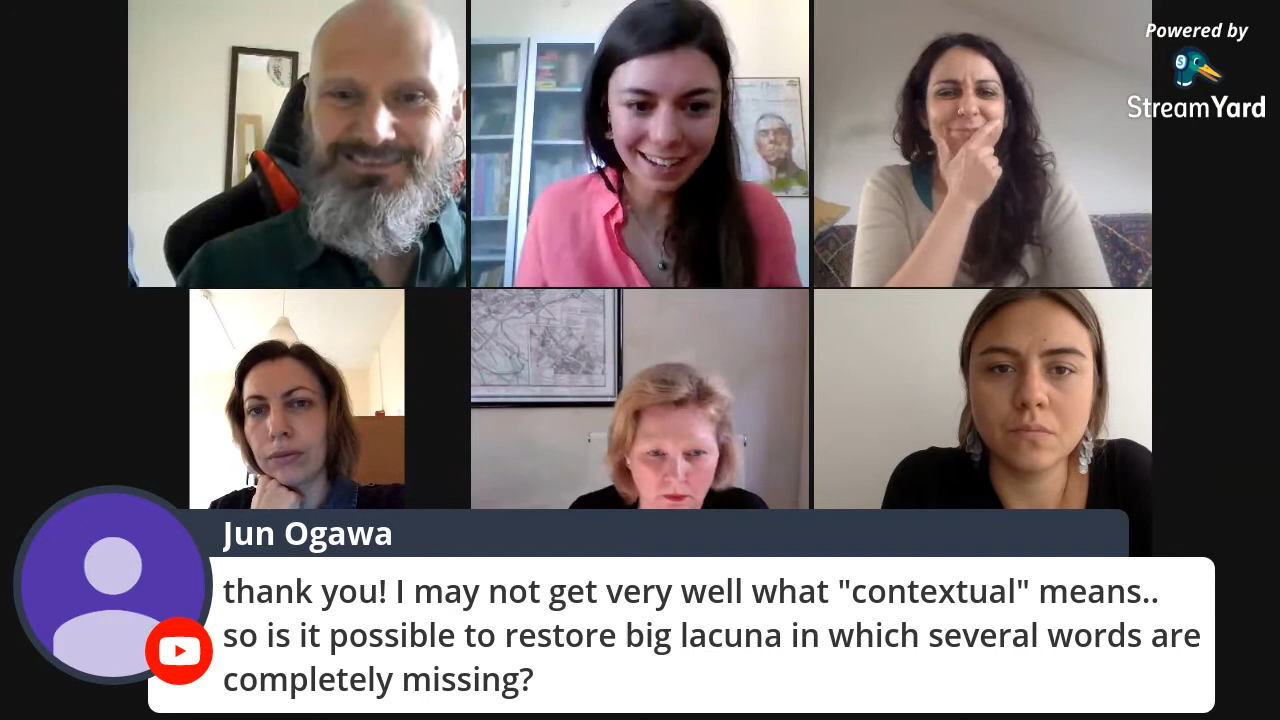 Powered by
StreamYard
Jun Ogawa
thank you! I may not get very well what "contextual" means..
so is it possible to restore big lacuna in which several words are
completely missing?